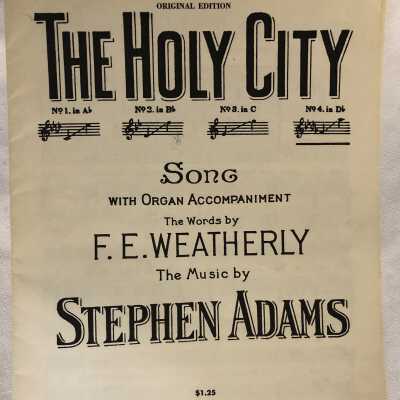 ORIGINAL EDITION
THE HOLY CITY
No 1. in A♭ No 2. in B♭ No 3. in C No 4. in D♭
Song
WITH ORGAN ACCOMPANIMENT
The Words by
F. E. WEATHERLY
The Music by
STEPHEN ADAMS
$1.25